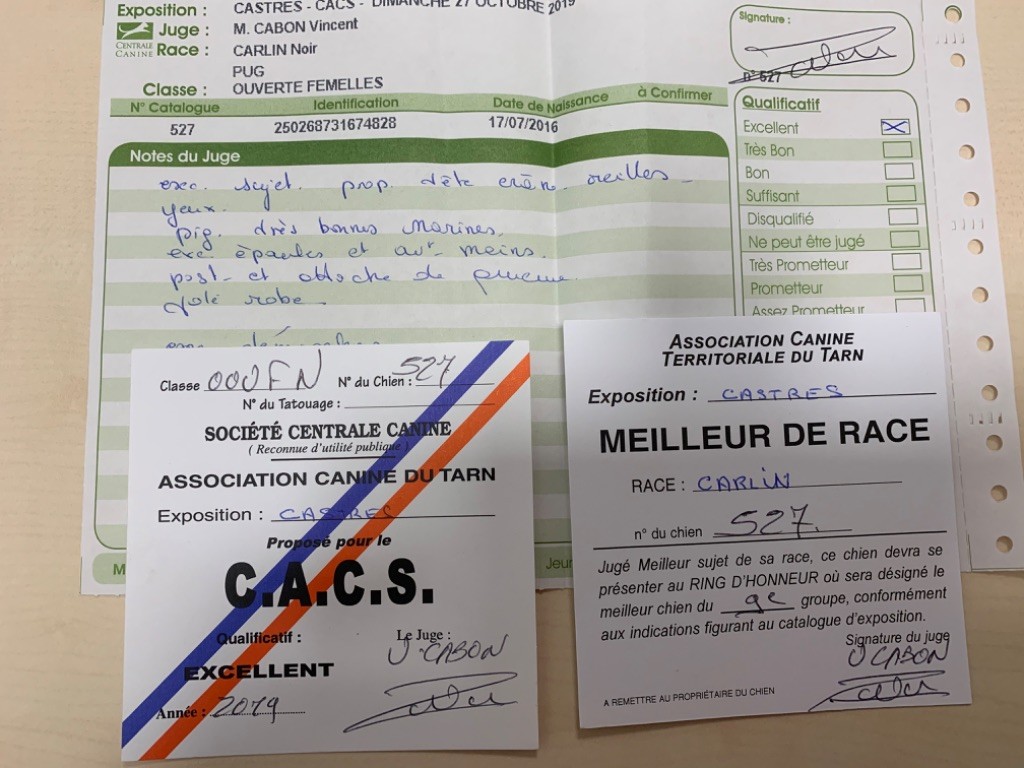 Exposition : CASTRES - CACS - DIMANCHE 27 OCTOBRE 2019
Juge : M. CABON Vincent
CENTRALE CANINE
Race : CARLIN Noir
PUG
Classe : OUVERTE FEMELLES
N° Catalogue Identification Date de Naissance à Confirmer
527 250268731674828 17/07/2016
Signature :
N° 527
Notes du Juge
exc. sujet. prop. tête crâne. oreilles
yeux.
pig. très bonnes narines.
exc. épaules et av mains.
post. et attache de
jolie robe
Qualificatif
Excellent
Très Bon
Bon
Suffisant
Disqualifié
Ne peut être jugé
Très Prometteur
Prometteur
Assez Prometteur
M
Jeur
Classe OUVFN N° du Chien : 527
N° du Tatouage :
SOCIÉTÉ CENTRALE CANINE
( Reconnue d'utilité publique )
ASSOCIATION CANINE DU TARN
Exposition : CASTRES
Proposé pour le
C.A.C.S.
Qualificatif : Le Juge :
V CABON
EXCELLENT
Année : 2019
ASSOCIATION CANINE
TERRITORIALE DU TARN
Exposition : CASTRES
MEILLEUR DE RACE
RACE : CARLIN
n° du chien 527.
Jugé Meilleur sujet de sa race, ce chien devra se
présenter au RING D'HONNEUR où sera désigné le
meilleur chien du 9e groupe, conformément
aux indications figurant au catalogue d'exposition.
Signature du juge
V CABON
A REMETTRE AU PROPRIÉTAIRE DU CHIEN